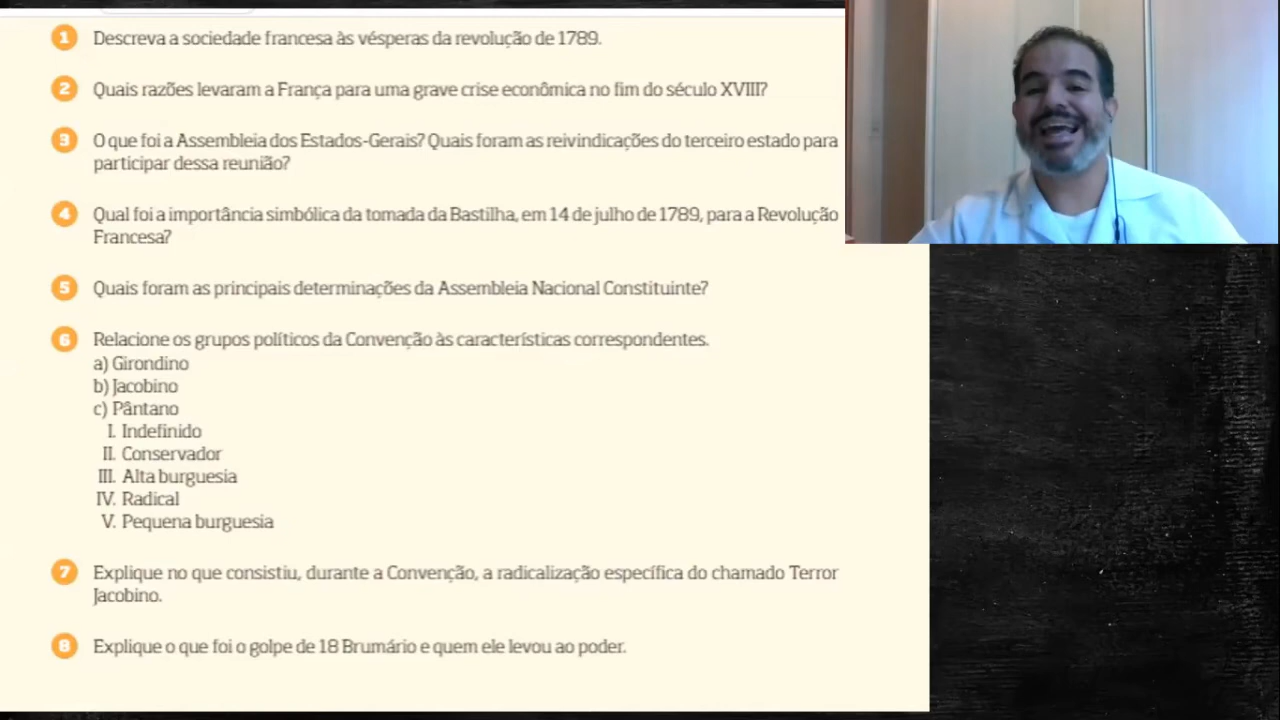 1 Descreva a sociedade francesa às vésperas da revolução de 1789.
2 Quais razões levaram a França para uma grave crise econômica no fim do século XVIII?
3 O que foi a Assembleia dos Estados-Gerais? Quais foram as reivindicações do terceiro estado para
participar dessa reunião?
4 Qual foi a importância simbólica da tomada da Bastilha, em 14 de julho de 1789, para a Revolução
Francesa?
5 Quais foram as principais determinações da Assembleia Nacional Constituinte?
6 Relacione os grupos políticos da Convenção às características correspondentes.
a) Girondino
b) Jacobino
c) Pântano
I. Indefinido
II. Conservador
III. Alta burguesia
IV. Radical
V. Pequena burguesia
7 Explique no que consistiu, durante a Convenção, a radicalização específica do chamado Terror
Jacobino.
8 Explique o que foi o golpe de 18 Brumário e quem ele levou ao poder.